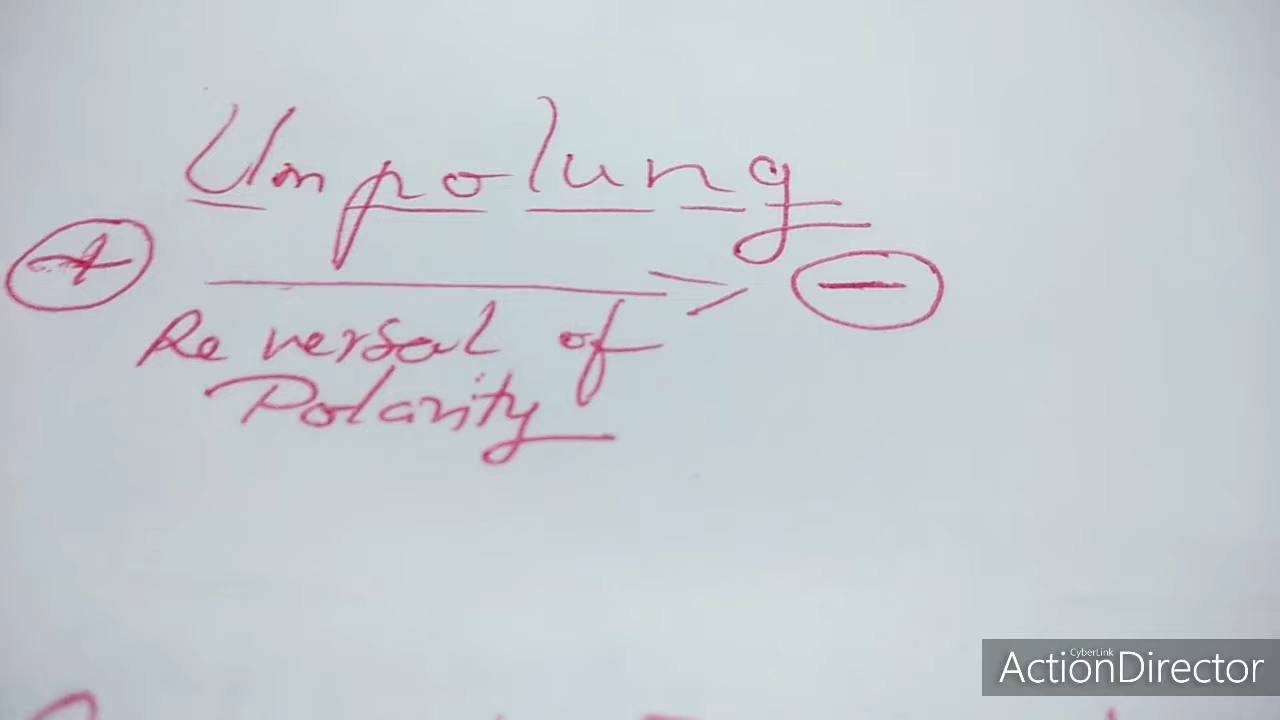 Umpolung
+ -
Reversal of
Polarity
CyberLink
ActionDirector